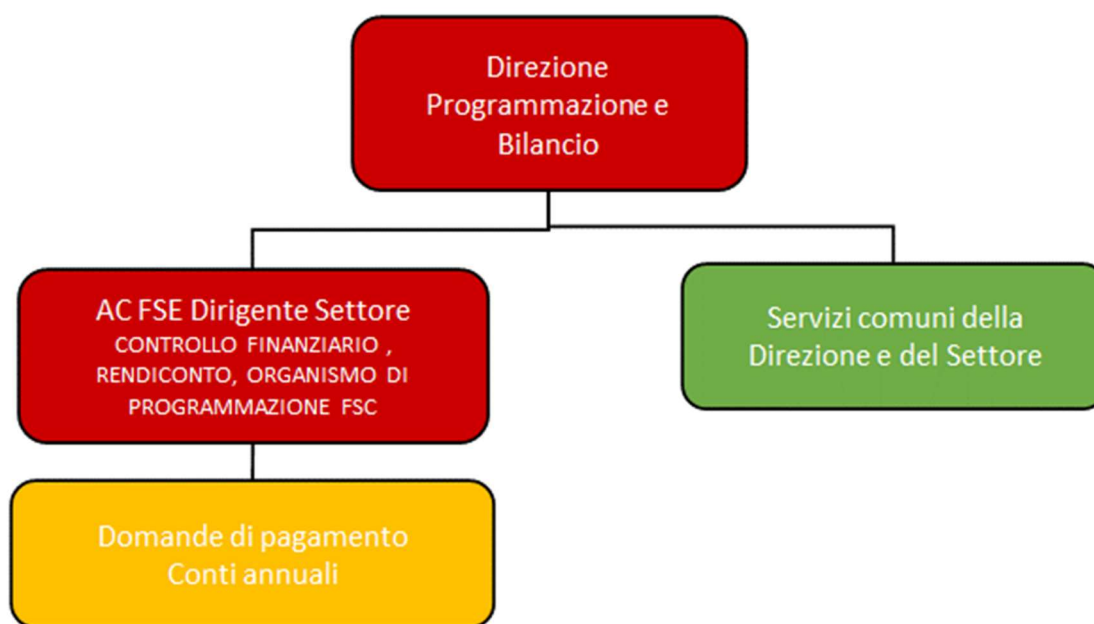 Direzione
Programmazione e
Bilancio
AC FSE Dirigente Settore
CONTROLLO FINANZIARIO ,
RENDICONTO, ORGANISMO DI
PROGRAMMAZIONE FSC
Servizi comuni della
Direzione e del Settore
Domande di pagamento
Conti annuali